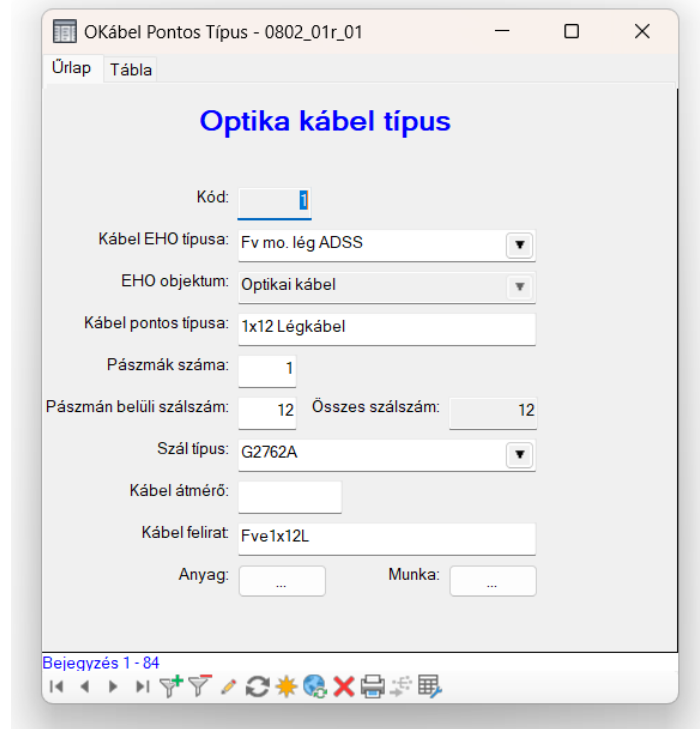 OKábel Pontos Típus - 0802_01r_01
Űrlap Tábla
Optika kábel típus
Kód: 1
Kábel EHO típusa: Fv mo. lég ADSS
EHO objektum: Optikai kábel
Kábel pontos típusa: 1x12 Légkábel
Pászmák száma: 1
Pászmán belüli szálszám: 12 Összes szálszám: 12
Szál típus: G2762A
Kábel átmérő:
Kábel felirat: Fve1x12L
Anyag: ... Munka: ...
Bejegyzés 1 - 84